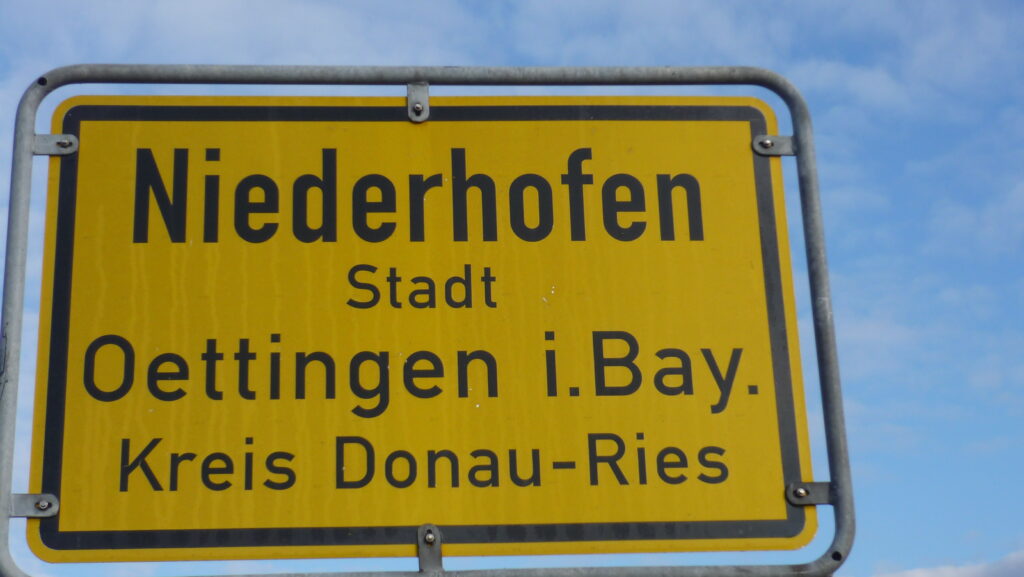 Niederhofen
Stadt
Oettingen i.Bay.
Kreis Donau-Ries